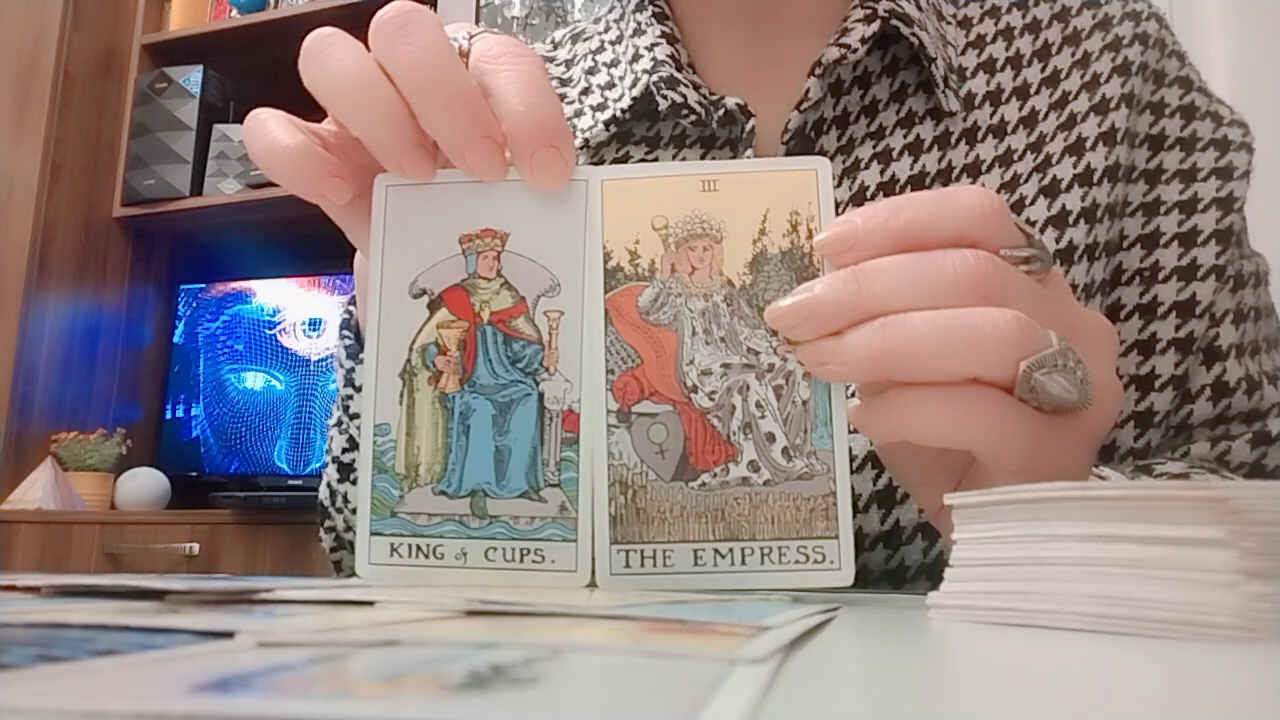 III
KING of CUPS.
THE EMPRESS.